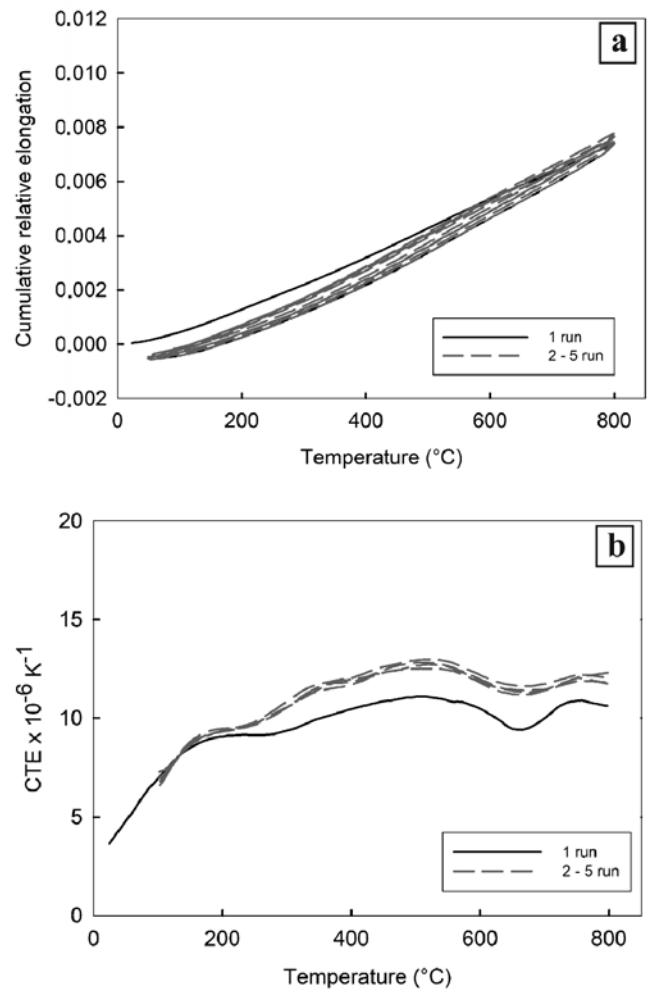 a
0.012
0.010
0.008
0.006
0.004
0.002
0.000
-0.002
Cumulative relative elongation
1 run
2 - 5 run
0 200 400 600 800
Temperature (°C)
b
20
15
10
5
0
CTE x 10⁻⁶ K⁻¹
1 run
2 - 5 run
0 200 400 600 800
Temperature (°C)